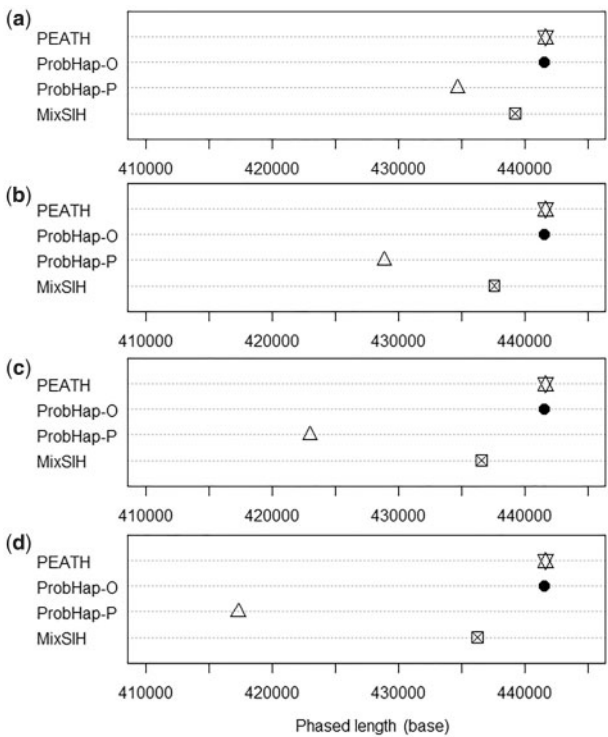 (a)
PEATH
ProbHap-O
ProbHap-P
MixSIH
410000 420000 430000 440000
(b)
PEATH
ProbHap-O
ProbHap-P
MixSIH
410000 420000 430000 440000
(c)
PEATH
ProbHap-O
ProbHap-P
MixSIH
410000 420000 430000 440000
(d)
PEATH
ProbHap-O
ProbHap-P
MixSIH
410000 420000 430000 440000
Phased length (base)